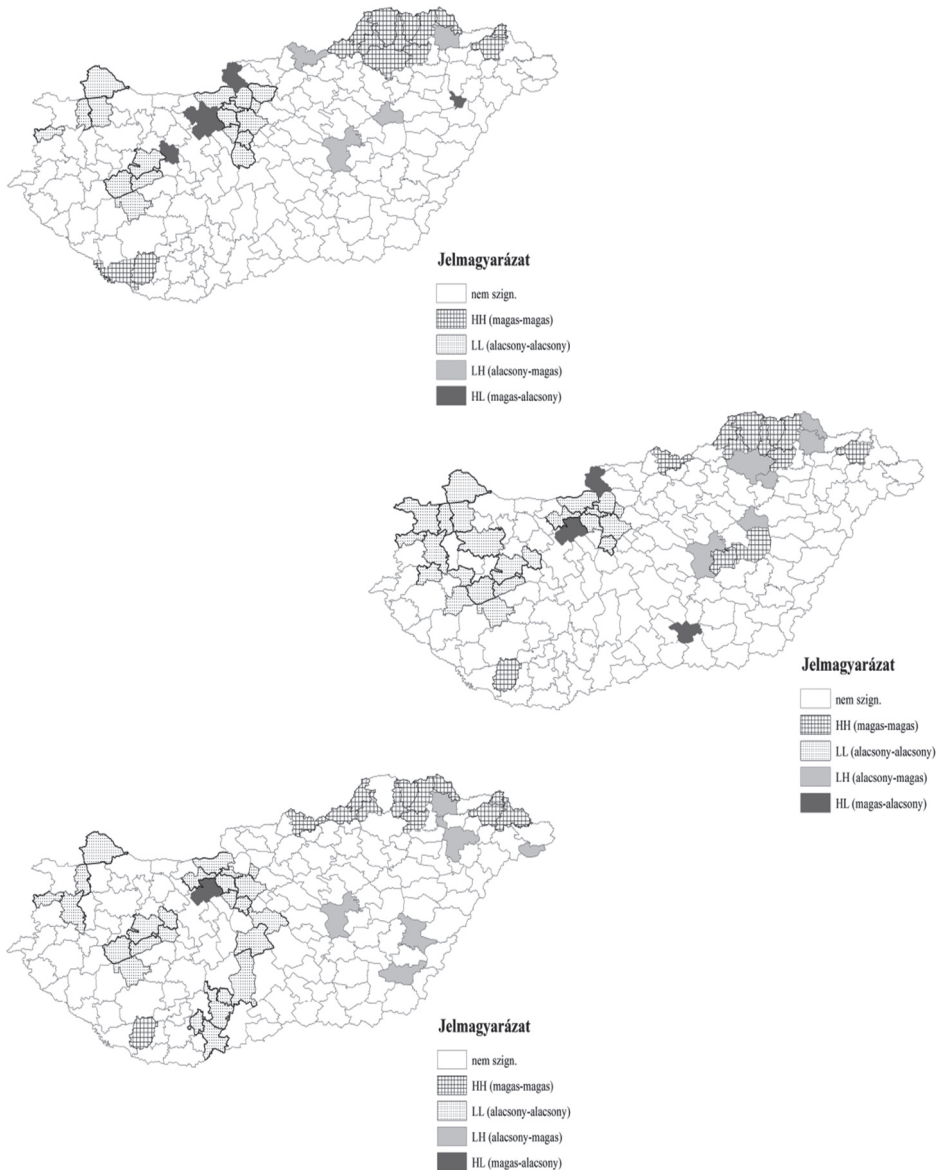 Jelmagyarázat
nem szign.
HH (magas-magas)
LL (alacsony-alacsony)
LH (alacsony-magas)
HL (magas-alacsony)
Jelmagyarázat
nem szign.
HH (magas-magas)
LL (alacsony-alacsony)
LH (alacsony-magas)
HL (magas-alacsony)
Jelmagyarázat
nem szign.
HH (magas-magas)
LL (alacsony-alacsony)
LH (alacsony-magas)
HL (magas-alacsony)